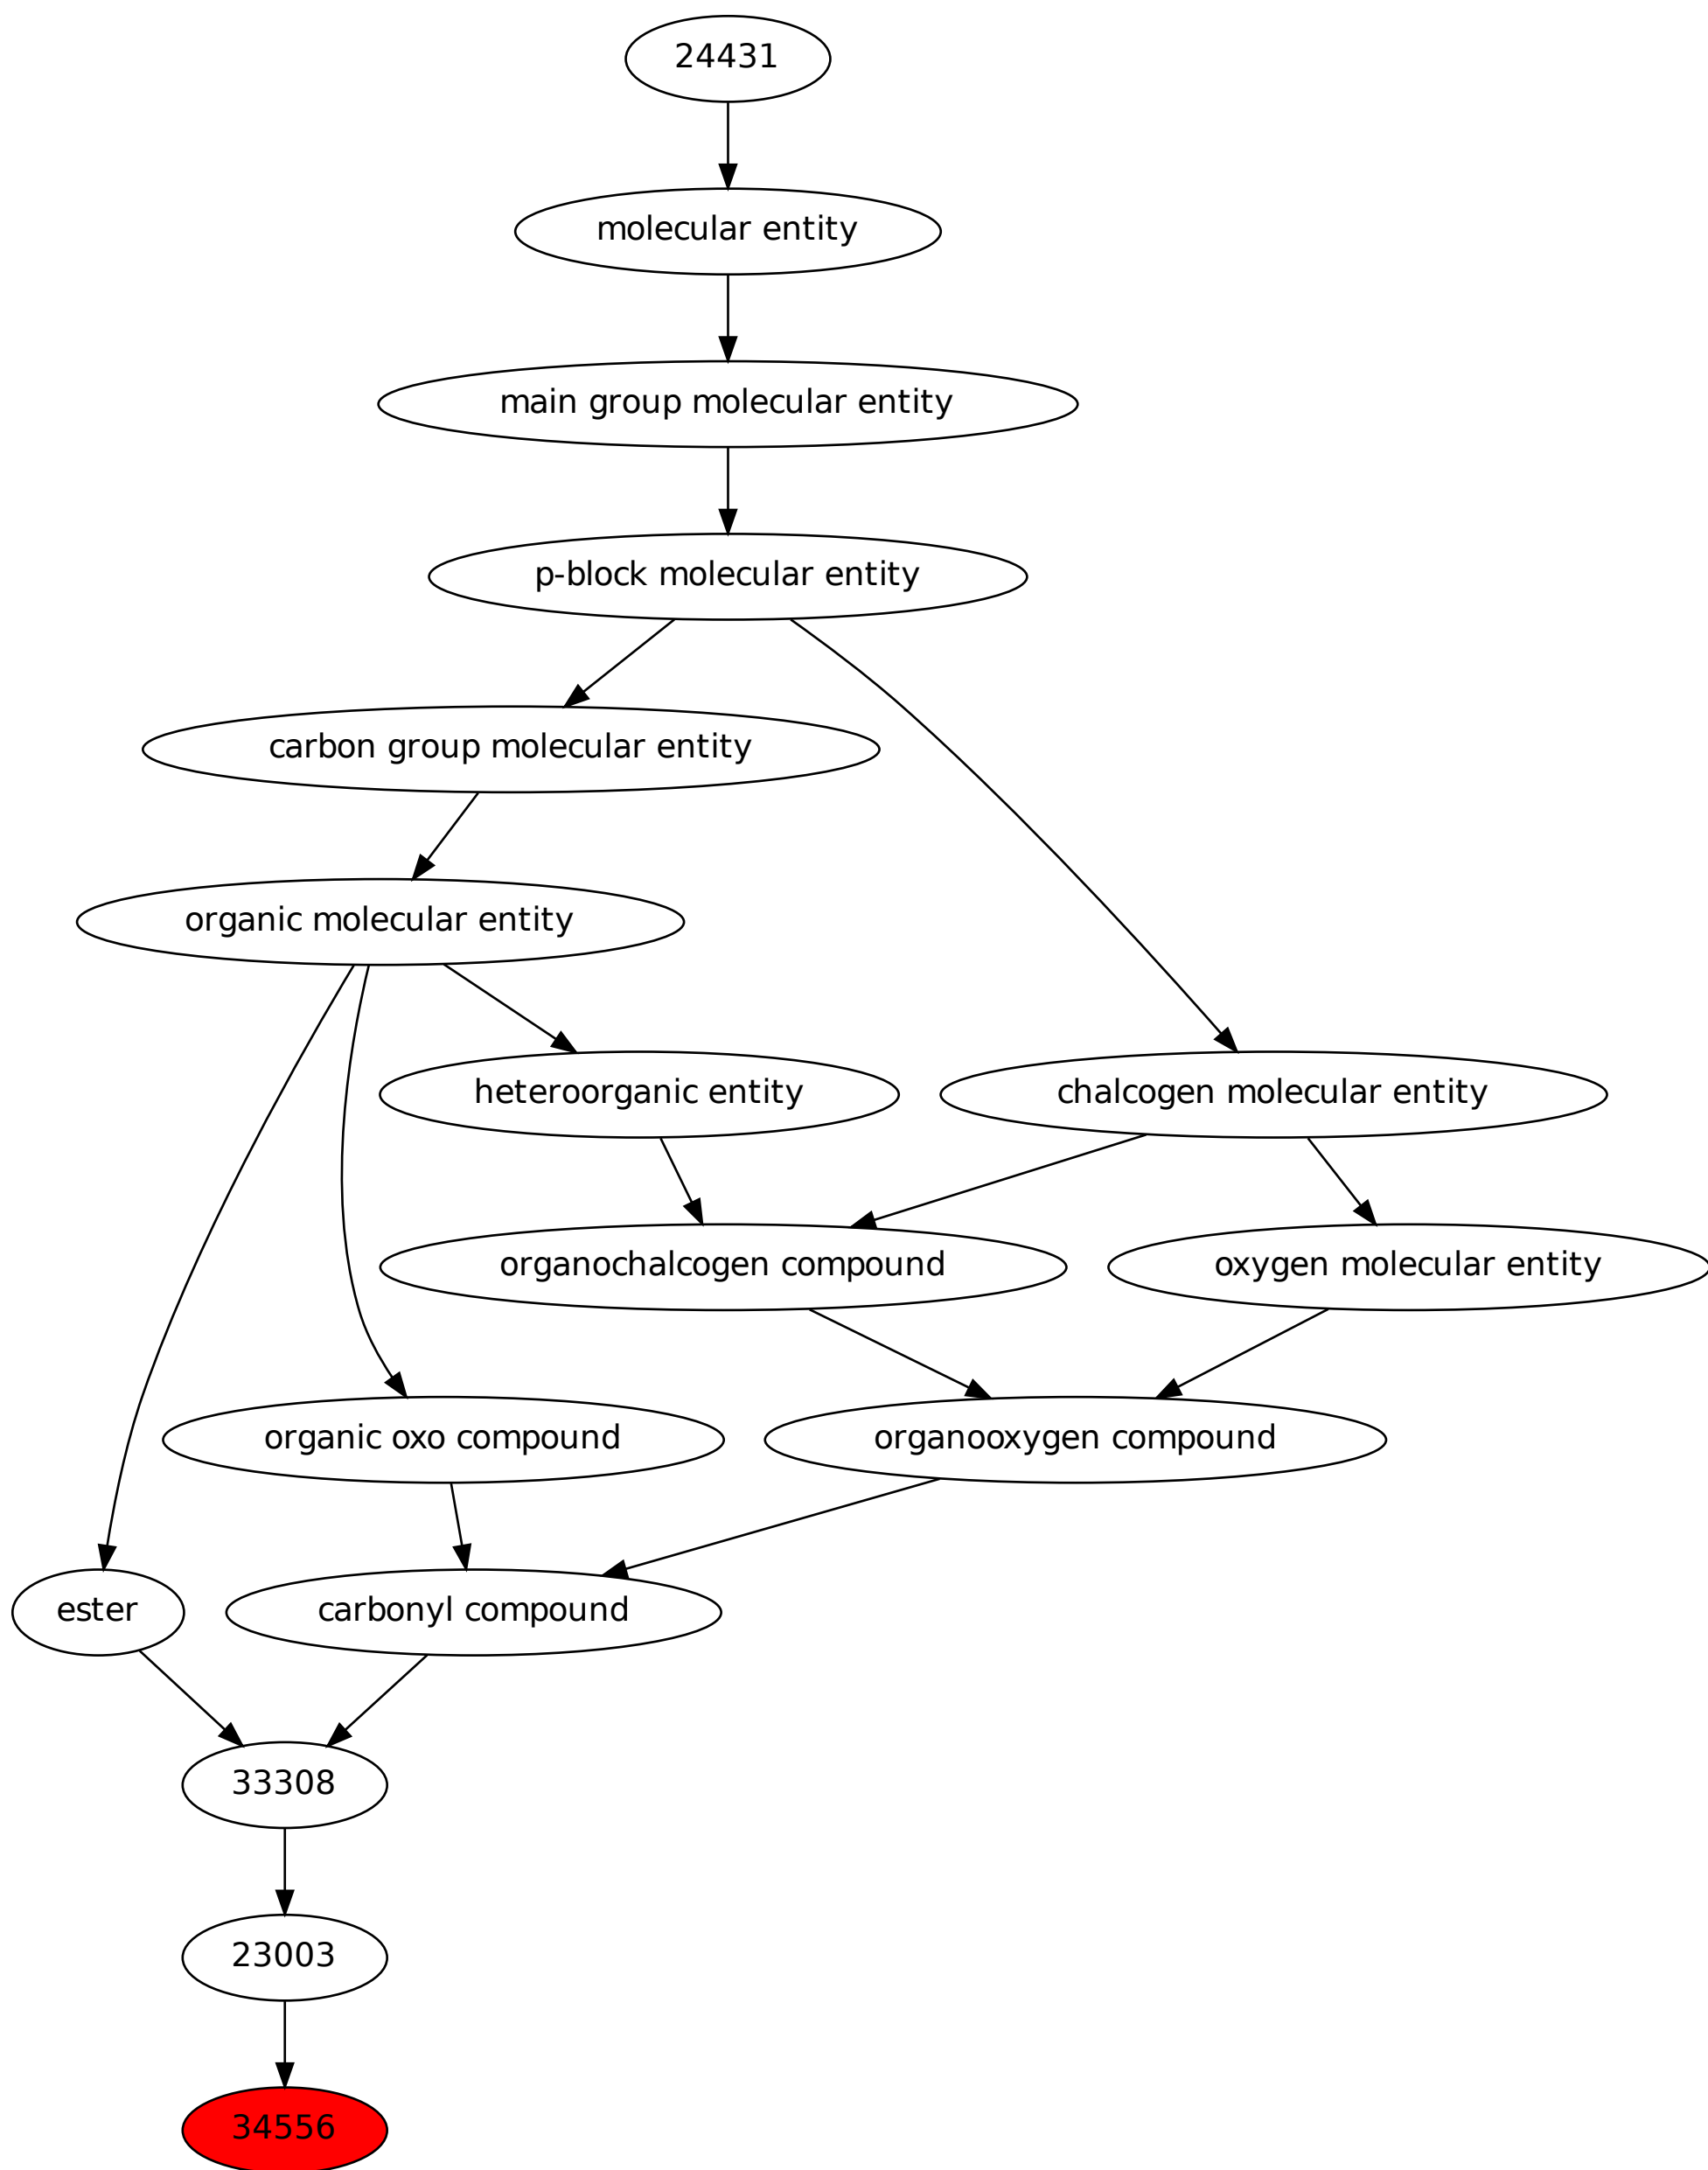 24431
molecular entity
main group molecular entity
p-block molecular entity
carbon group molecular entity
organic molecular entity
heteroorganic entity
chalcogen molecular entity
organochalcogen compound
oxygen molecular entity
organic oxo compound
organooxygen compound
ester
carbonyl compound
33308
23003
34556